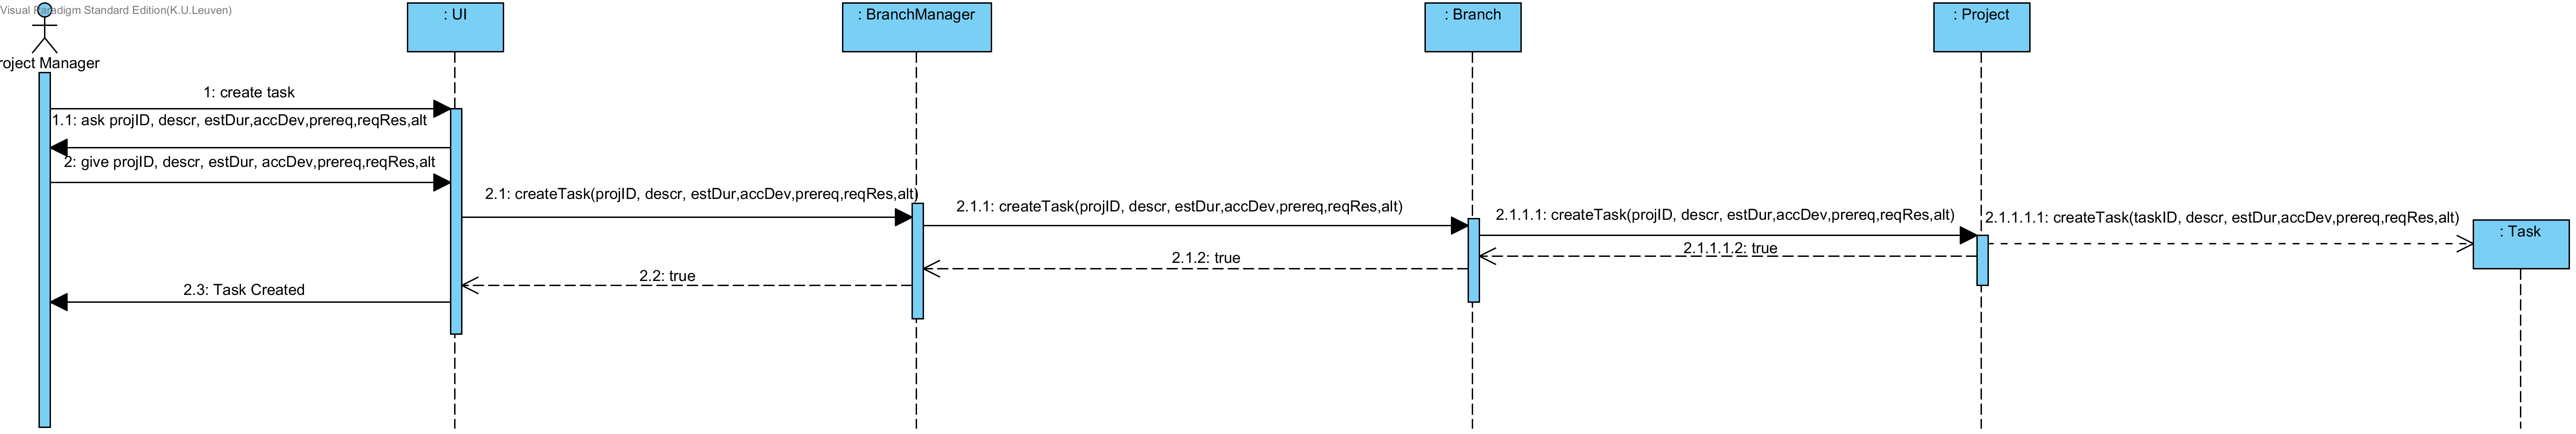 Visual Paradigm Standard Edition(K.U.Leuven)
: UI
: BranchManager
: Branch
: Project
roject Manager
1: create task
1.1: ask projID, descr, estDur,accDev,prereq,reqRes,alt
2: give projID, descr, estDur, accDev,prereq,reqRes,alt
2.1: createTask(projID, descr, estDur,accDev,prereq,reqRes,alt)
2.1.1: createTask(projID, descr, estDur,accDev,prereq,reqRes,alt)
2.1.1.1: createTask(projID, descr, estDur,accDev,prereq,reqRes,alt)
2.1.1.1.1: createTask(taskID, descr, estDur,accDev,prereq,reqRes,alt)
: Task
2.1.1.1.2: true
2.1.2: true
2.2: true
2.3: Task Created